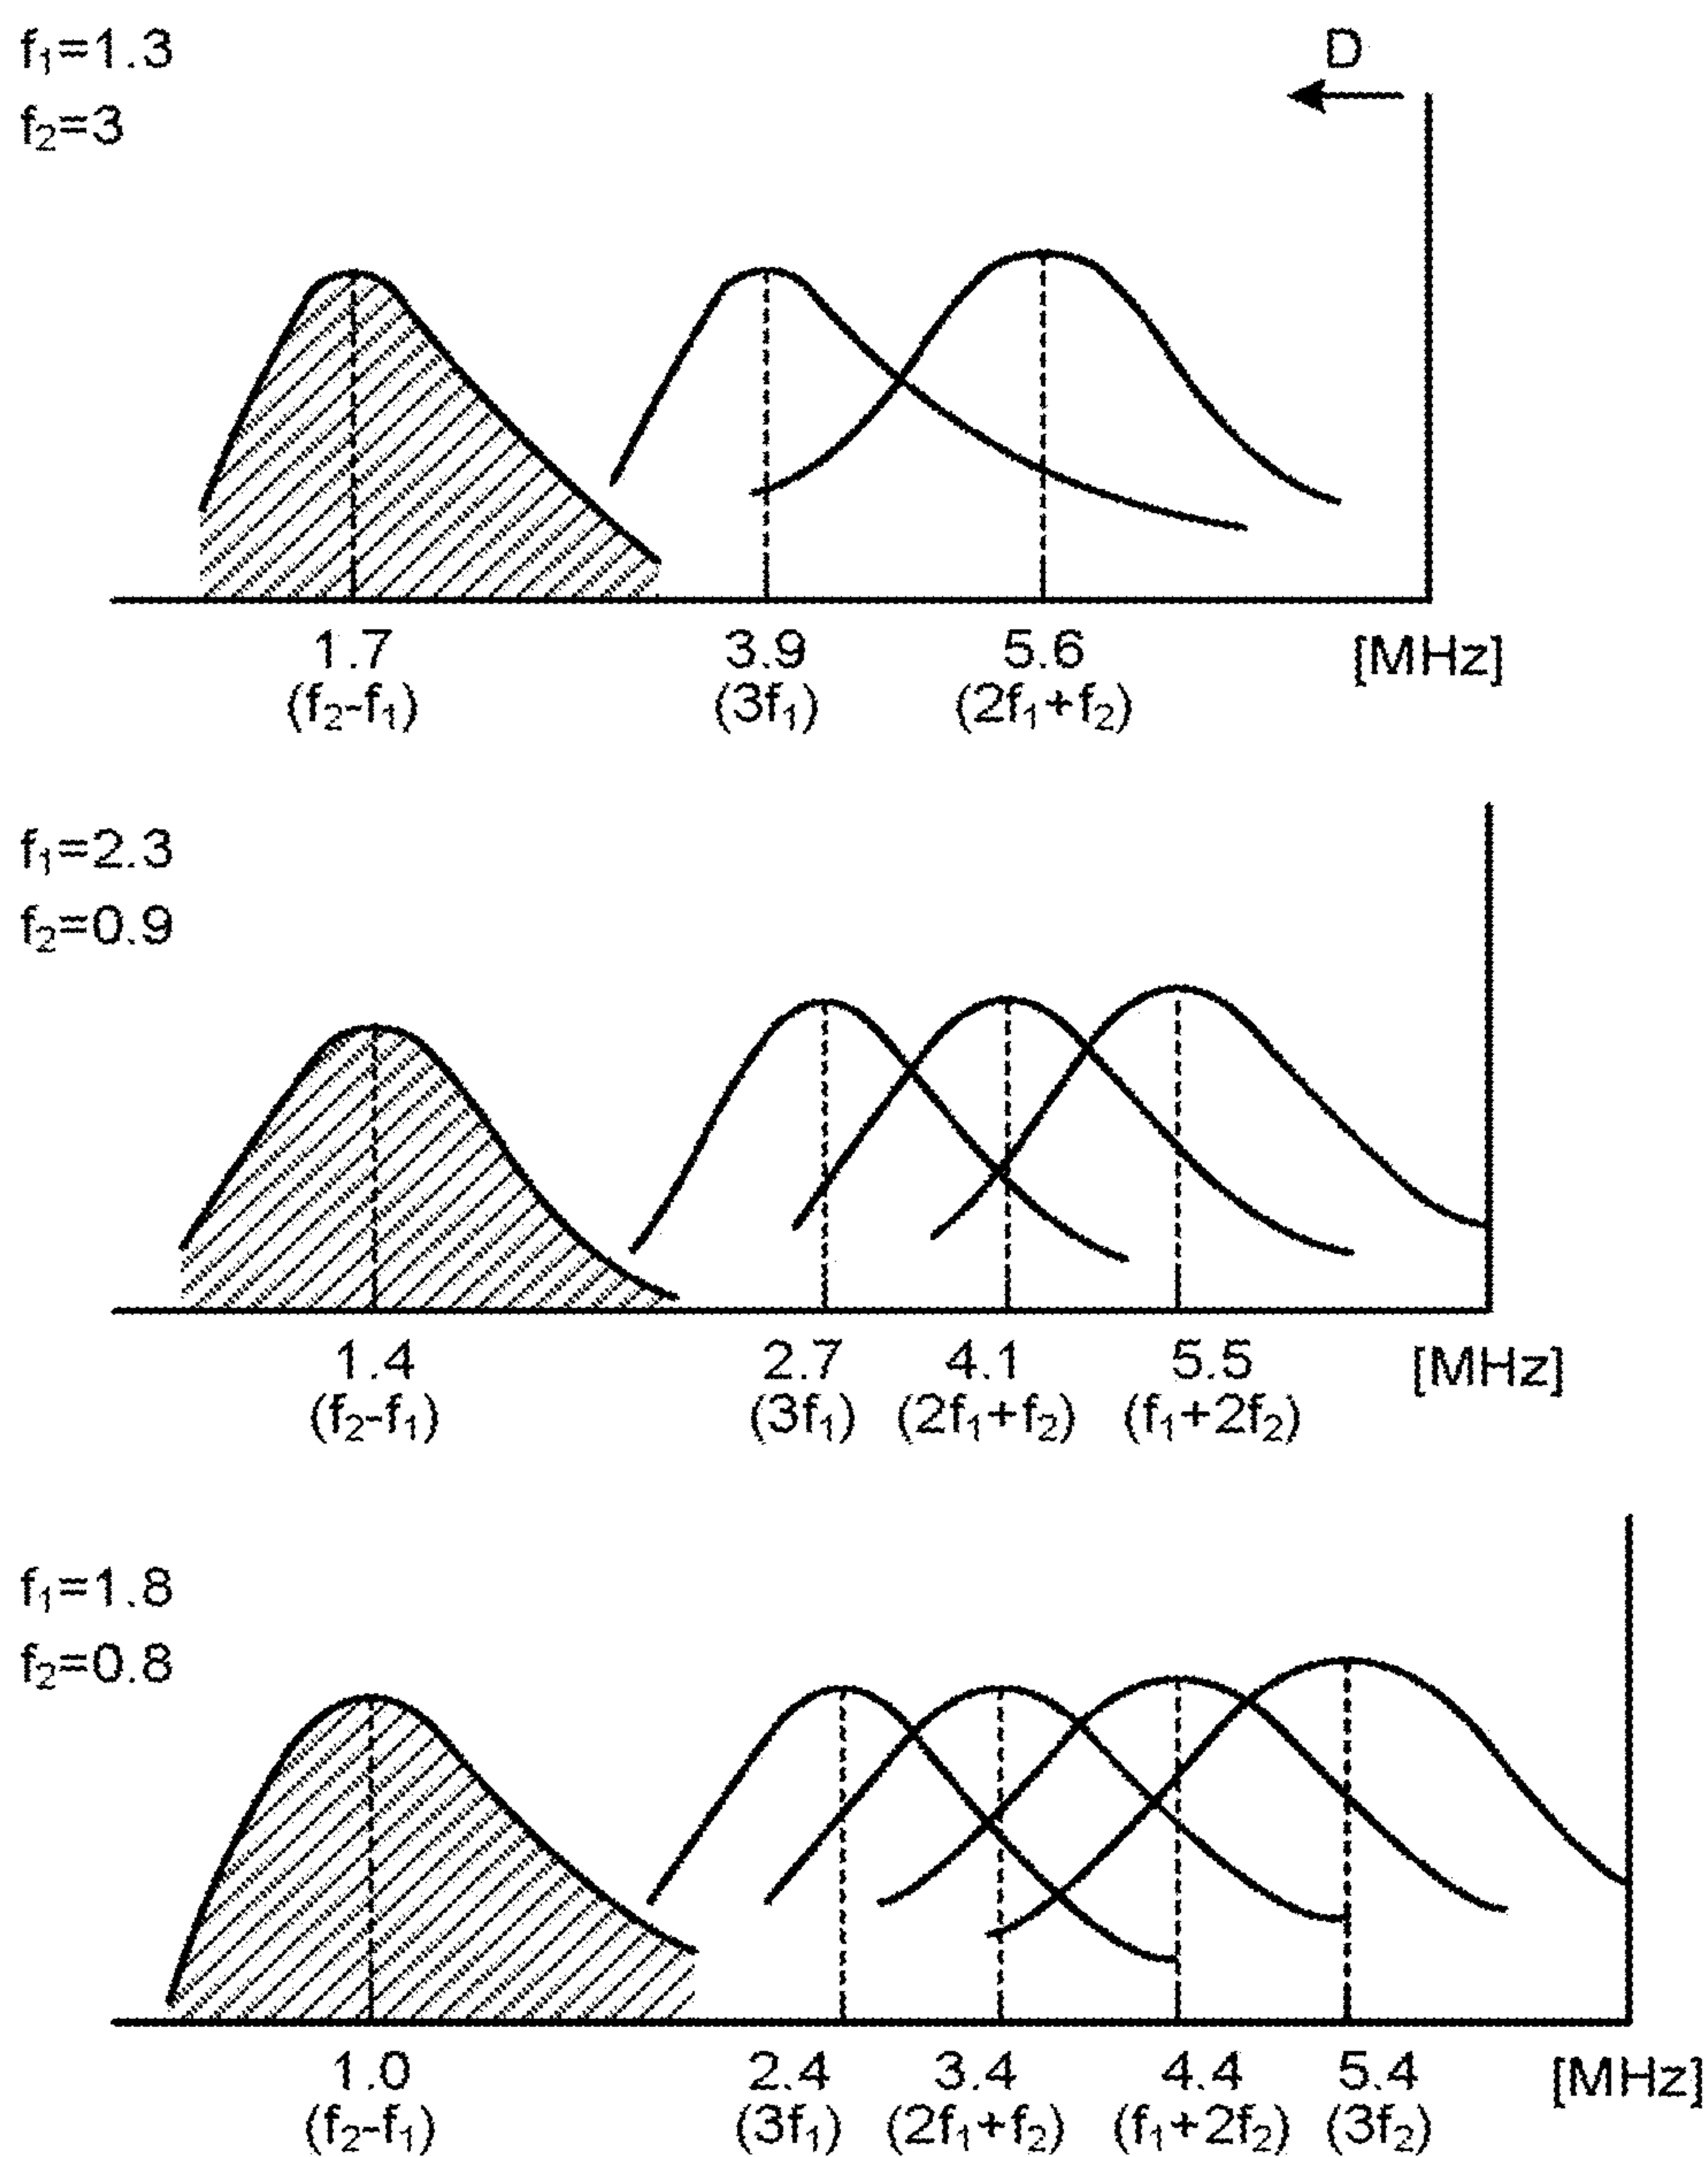 f₁=1.3
D
f₂=3
1.7 3.9 5.6 [MHz]
(f₂-f₁) (3f₁) (2f₁+f₂)
f₁=2.3
f₂=0.9
1.4 2.7 4.1 5.5 [MHz]
(f₂-f₁) (3f₁) (2f₁+f₂) (f₁+2f₂)
f₁=1.8
f₂=0.8
1.0 2.4 3.4 4.4 5.4 [MHz]
(f₂-f₁) (3f₁) (2f₁+f₂) (f₁+2f₂) (3f₂)